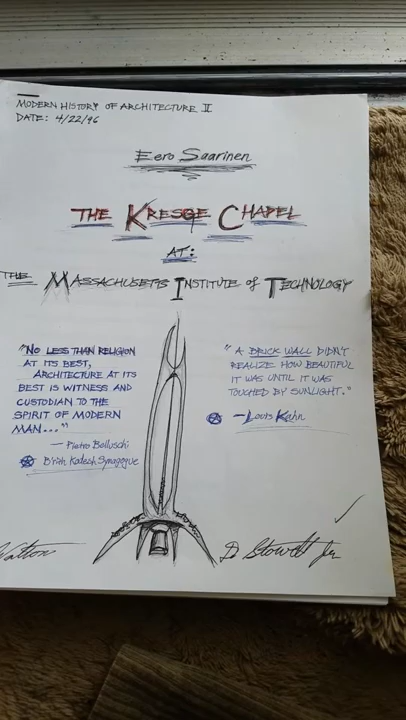 MODERN HISTORY OF ARCHITECTURE II
DATE: 4/22/96
Eero Saarinen
THE KRESGE CHAPEL
AT:
THE MASSACHUSETTS INSTITUTE of TECHNOLOGY
"NO LESS THAN RELIGION
AT ITS BEST,
ARCHITECTURE AT ITS
BEST IS WITNESS AND
CUSTODIAN TO THE
SPIRIT OF MODERN
MAN..."
— Pietro Belluschi
B'rith Kodesh Synagogue
"A BRICK WALL DIDN'T
REALIZE HOW BEAUTIFUL
IT WAS UNTIL IT WAS
TOUCHED BY SUNLIGHT."
—Louis Kahn